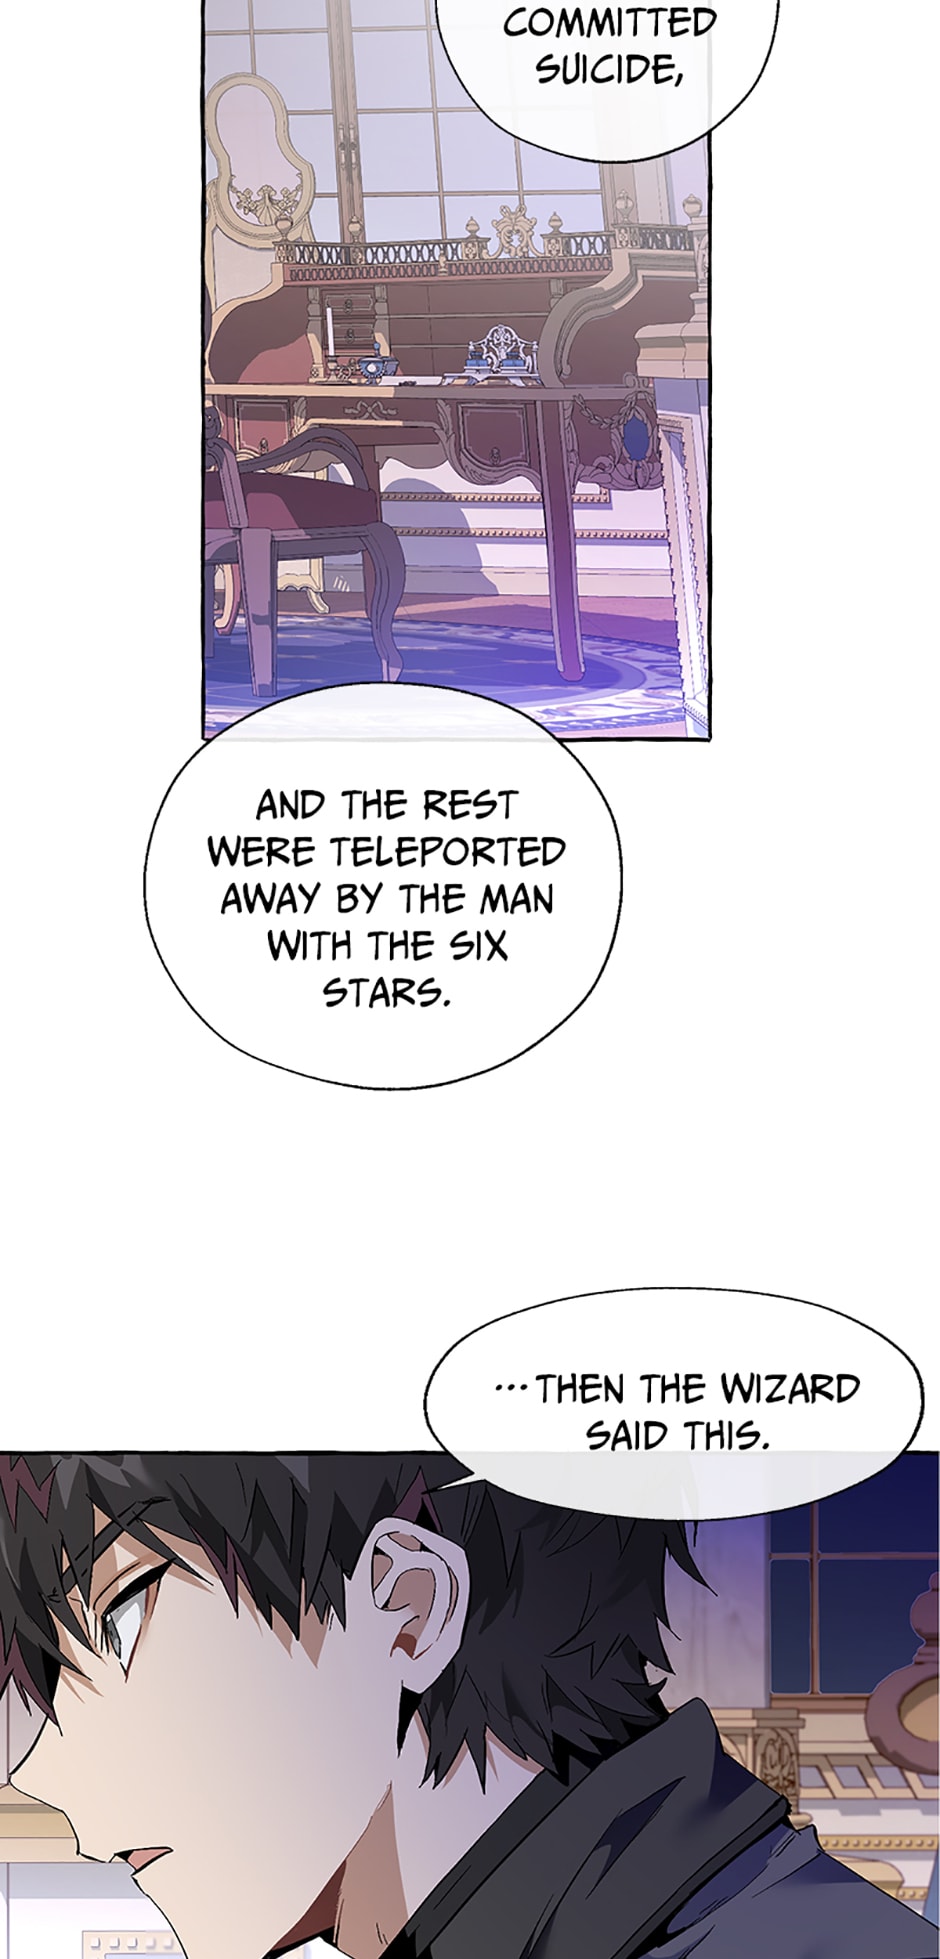 COMMITTED
SUICIDE,
AND THE REST
WERE TELEPORTED
AWAY BY THE MAN
WITH THE SIX
STARS.
...THEN THE WIZARD
SAID THIS.